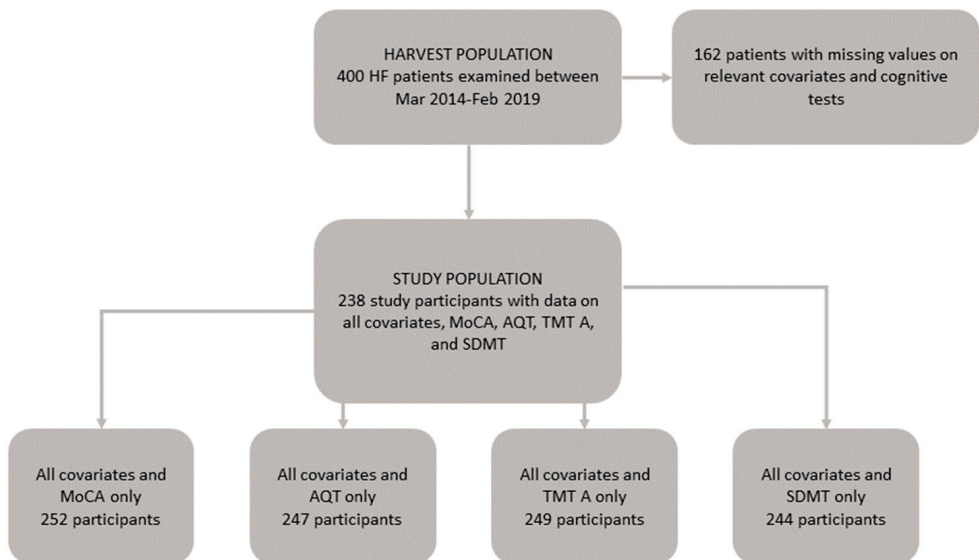 HARVEST POPULATION
400 HF patients examined between
Mar 2014-Feb 2019
162 patients with missing values on
relevant covariates and cognitive
tests
STUDY POPULATION
238 study participants with data on
all covariates, MoCA, AQT, TMT A,
and SDMT
All covariates and
MoCA only
252 participants
All covariates and
AQT only
247 participants
All covariates and
TMT A only
249 participants
All covariates and
SDMT only
244 participants